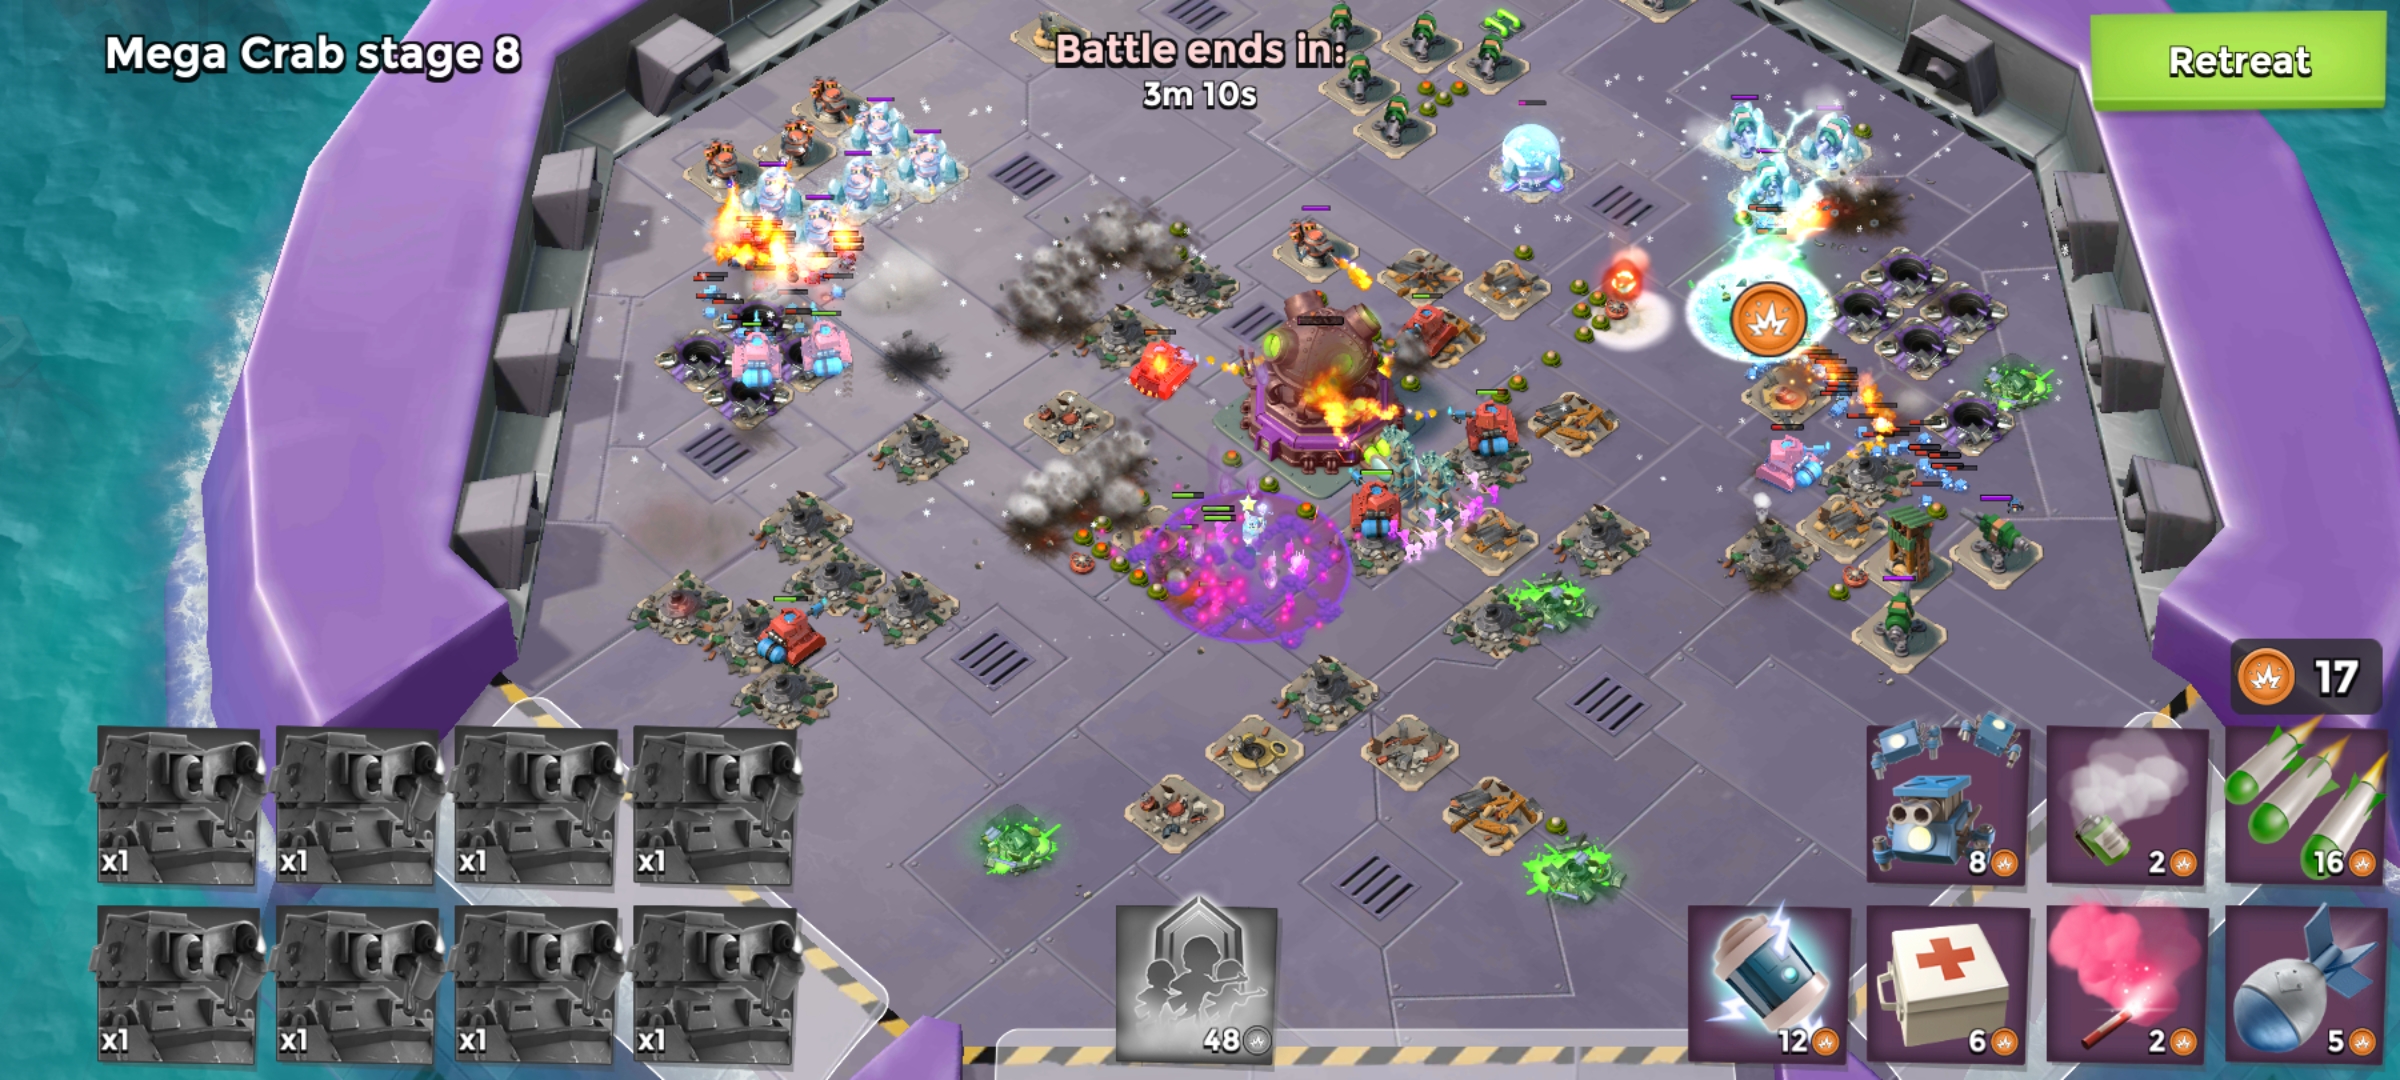 Mega Crab stage 8
Battle ends in:
3m 10s
Retreat
17
x1
x1
x1
x1
8
2
16
x1
x1
x1
x1
48
12
6
2
5